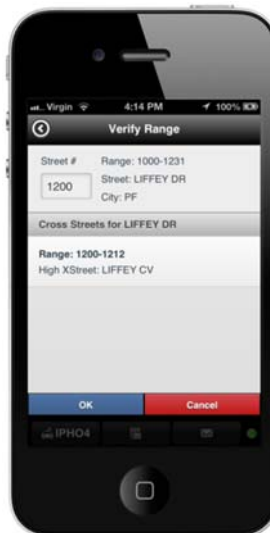 Virgin 4:14 PM 100%
Verify Range
Street # Range: 1000-1231
1200 Street: LIFFEY DR
City: PF
Cross Streets for LIFFEY DR
Range: 1200-1212
High XStreet: LIFFEY CV
OK Cancel
IPHO4